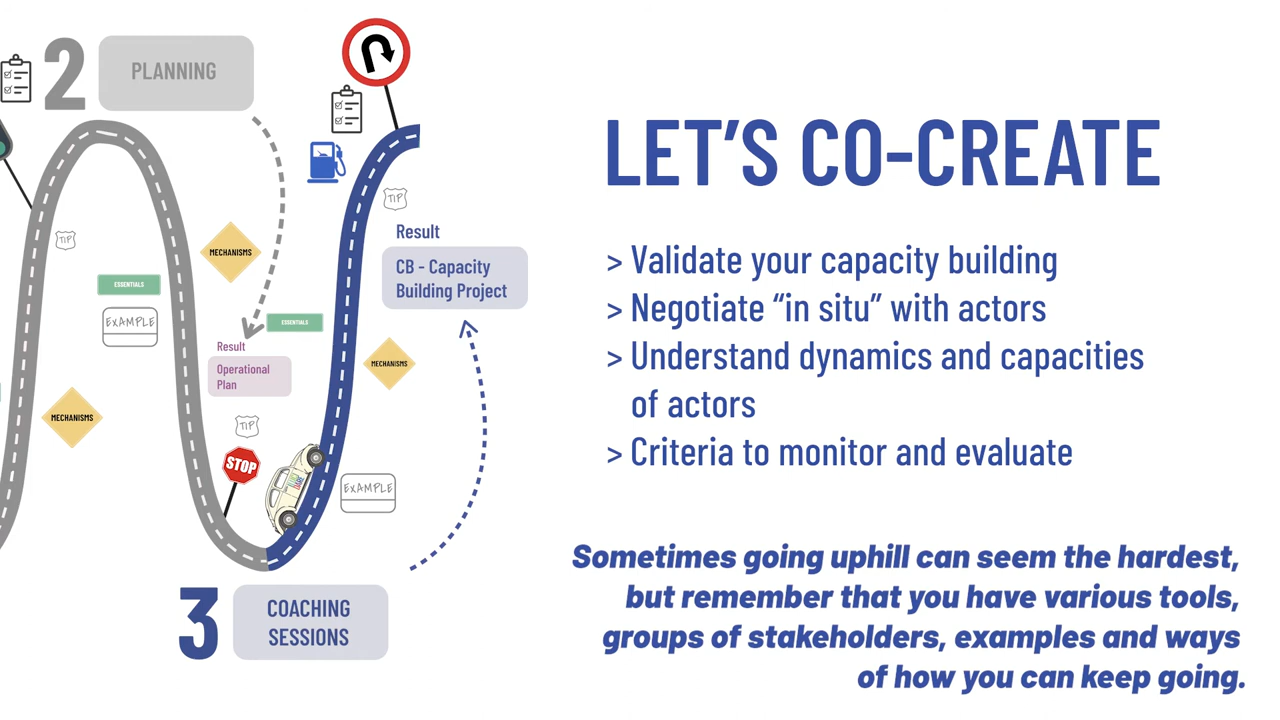 2
PLANNING
TIP
MECHANISMS
ESSENTIALS
EXAMPLE
MECHANISMS
ESSENTIALS
Result
Operational
Plan
TIP
STOP
TIP
Result
CB - Capacity
Building Project
MECHANISMS
EXAMPLE
3
COACHING
SESSIONS
LET’S CO-CREATE
> Validate your capacity building
> Negotiate “in situ” with actors
> Understand dynamics and capacities
of actors
> Criteria to monitor and evaluate
Sometimes going uphill can seem the hardest,
but remember that you have various tools,
groups of stakeholders, examples and ways
of how you can keep going.